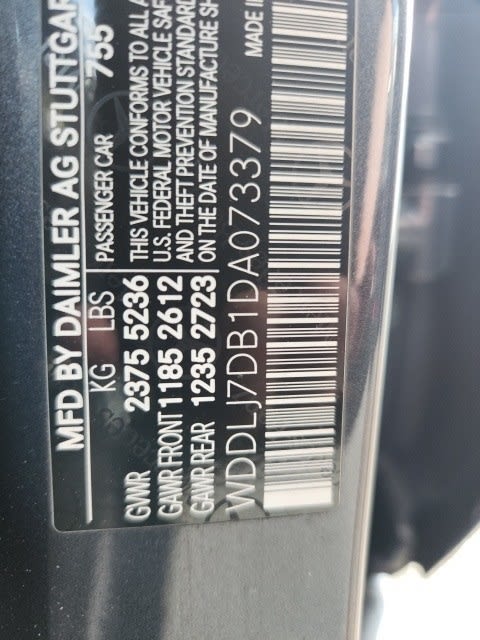 MFD BY DAIMLER AG STUTTGAR
KG LBS PASSENGER CAR 755
GVWR 2375 5236 THIS VEHICLE CONFORMS TO ALL A
GAWR FRONT 1185 2612 U.S. FEDERAL MOTOR VEHICLE SAF
AND THEFT PREVENTION STANDARD
GAWR REAR 1235 2723 ON THE DATE OF MANUFACTURE SH
WDDLJ7DB1DA073379 MADE IN